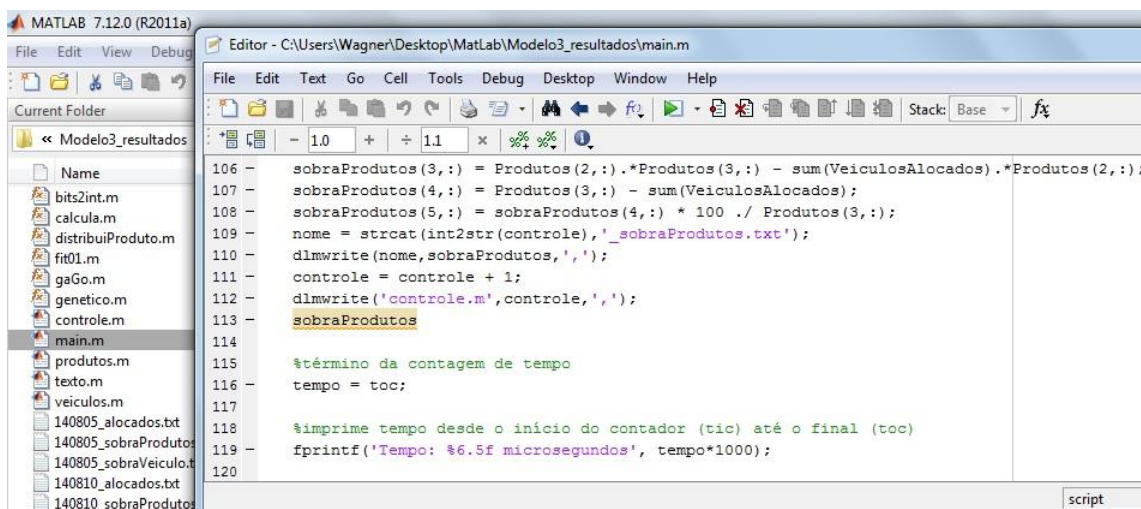 MATLAB 7.12.0 (R2011a)
File Edit View Debug
Current Folder
« Modelo3_resultados
Name
bits2int.m
calcula.m
distribuiProduto.m
fit01.m
gaGo.m
genetico.m
controle.m
main.m
produtos.m
texto.m
veiculos.m
140805_alocados.txt
140805_sobraProdutos
140805_sobraVeiculo.t
140810_alocados.txt
140810_sobraProdutos
Editor - C:\Users\Wagner\Desktop\MatLab\Modelo3_resultados\main.m
File Edit Text Go Cell Tools Debug Desktop Window Help
Stack: Base fx
- 1.0 + ÷ 1.1 ×
106 - sobraProdutos(3,:) = Produtos(2,:).*Produtos(3,:) - sum(VeiculosAlocados).*Produtos(2,:);
107 - sobraProdutos(4,:) = Produtos(3,:) - sum(VeiculosAlocados);
108 - sobraProdutos(5,:) = sobraProdutos(4,:) * 100 ./ Produtos(3,:);
109 - nome = strcat(int2str(controle),'_sobraProdutos.txt');
110 - dlmwrite(nome,sobraProdutos,',');
111 - controle = controle + 1;
112 - dlmwrite('controle.m',controle,',');
113 - sobraProdutos
114
115 %término da contagem de tempo
116 - tempo = toc;
117
118 %imprime tempo desde o início do contador (tic) até o final (toc)
119 - fprintf('Tempo: %6.5f microsegundos', tempo*1000);
120
script